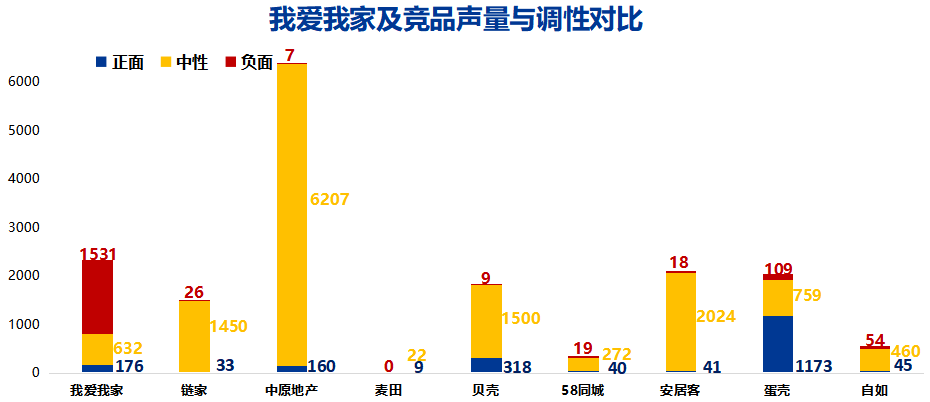 我爱我家及竞品声量与调性对比
正面 中性 负面
6000
5000
4000
3000
2000
1000
0
1531 632 176
26 1450 33
7 6207 160
0 22 9
9 1500 318
19 272 40
18 2024 41
109 759 1173
54 460 45
我爱我家 链家 中原地产 麦田 贝壳 58同城 安居客 蛋壳 自如